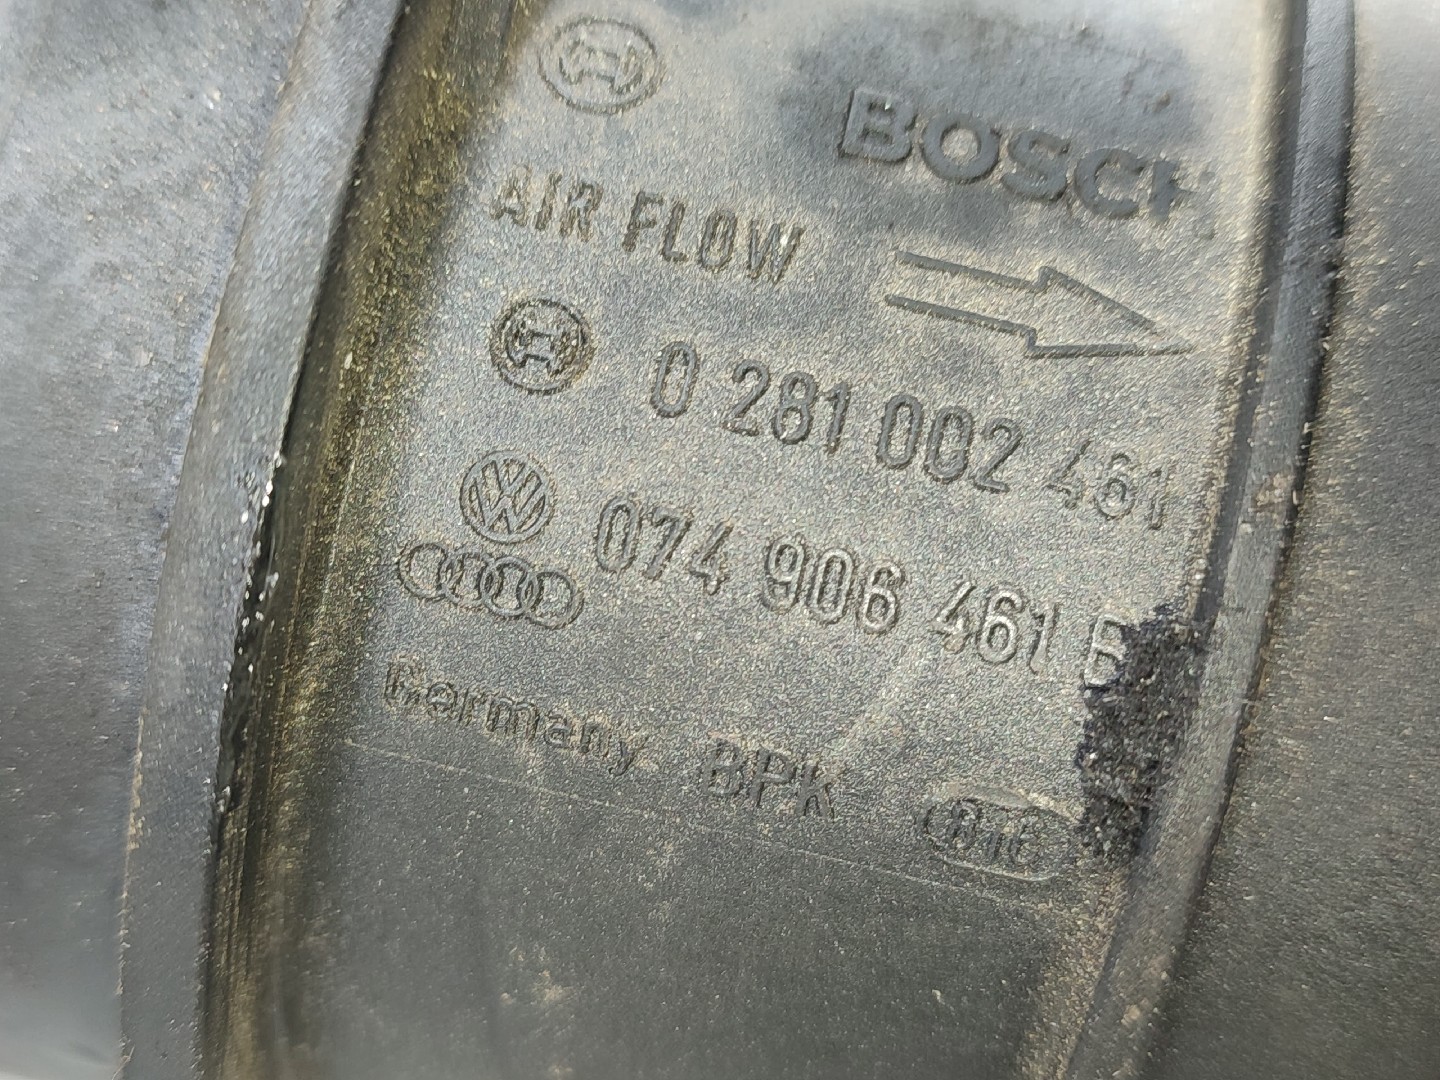 BOSCH
AIR FLOW
0 281 002 461
074 906 461 B
Germany BPK